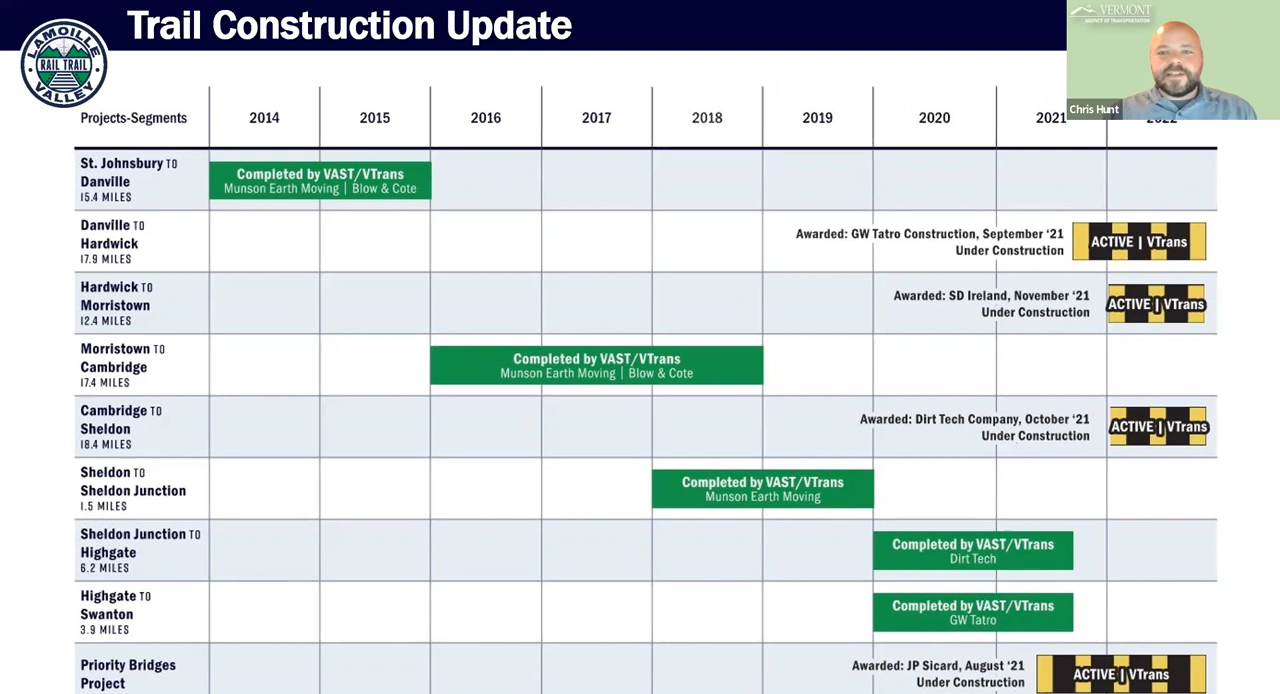 Trail Construction Update
LAMOILLE
RAIL TRAIL
VALLEY
VERMONT
AGENCY OF TRANSPORTATION
Chris Hunt
Projects-Segments 2014 2015 2016 2017 2018 2019 2020 2021 2022
St. Johnsbury TO
Danville
15.4 MILES
Completed by VAST/VTrans
Munson Earth Moving | Blow & Cote
Danville TO
Hardwick
17.9 MILES
Awarded: GW Tatro Construction, September ‘21
Under Construction
ACTIVE | VTrans
Hardwick TO
Morristown
12.4 MILES
Awarded: SD Ireland, November ‘21
Under Construction
ACTIVE | VTrans
Morristown TO
Cambridge
17.4 MILES
Completed by VAST/VTrans
Munson Earth Moving | Blow & Cote
Cambridge TO
Sheldon
18.4 MILES
Awarded: Dirt Tech Company, October ‘21
Under Construction
ACTIVE | VTrans
Sheldon TO
Sheldon Junction
1.5 MILES
Completed by VAST/VTrans
Munson Earth Moving
Sheldon Junction TO
Highgate
6.2 MILES
Completed by VAST/VTrans
Dirt Tech
Highgate TO
Swanton
3.9 MILES
Completed by VAST/VTrans
GW Tatro
Priority Bridges
Project
Awarded: JP Sicard, August ‘21
Under Construction
ACTIVE | VTrans